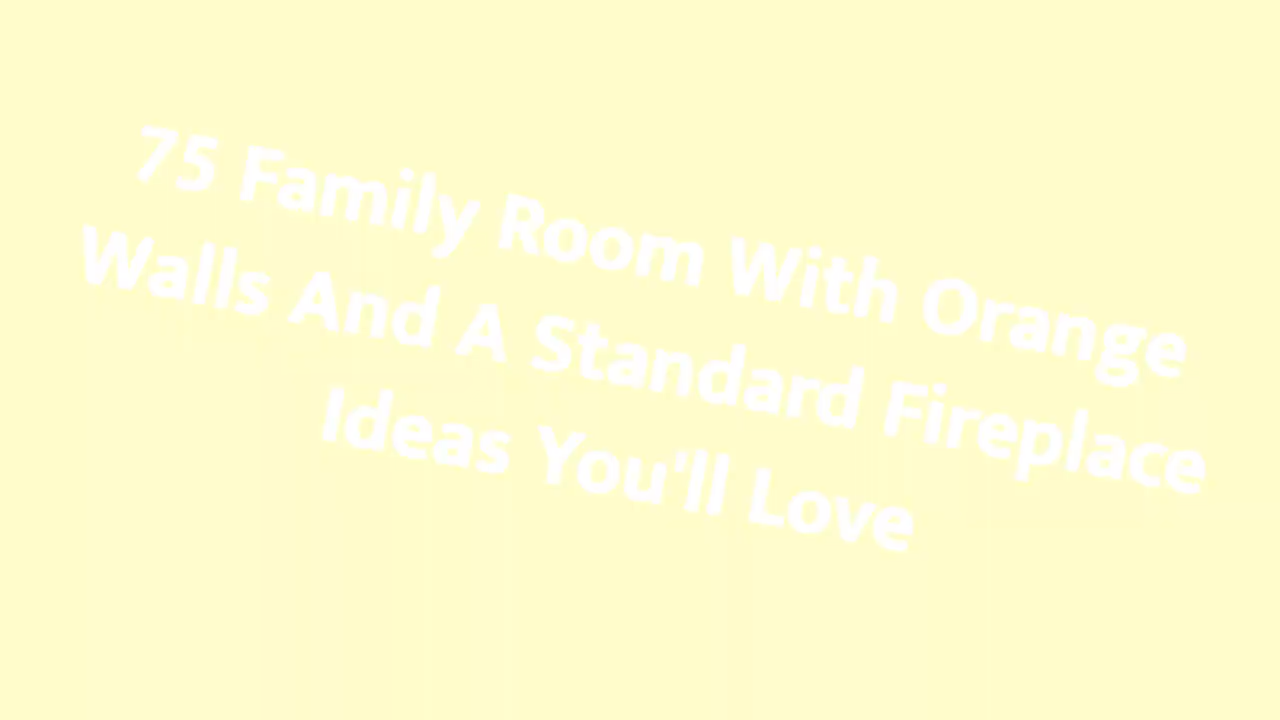 75 Family Room With Orange
Walls And A Standard Fireplace
Ideas You'll Love